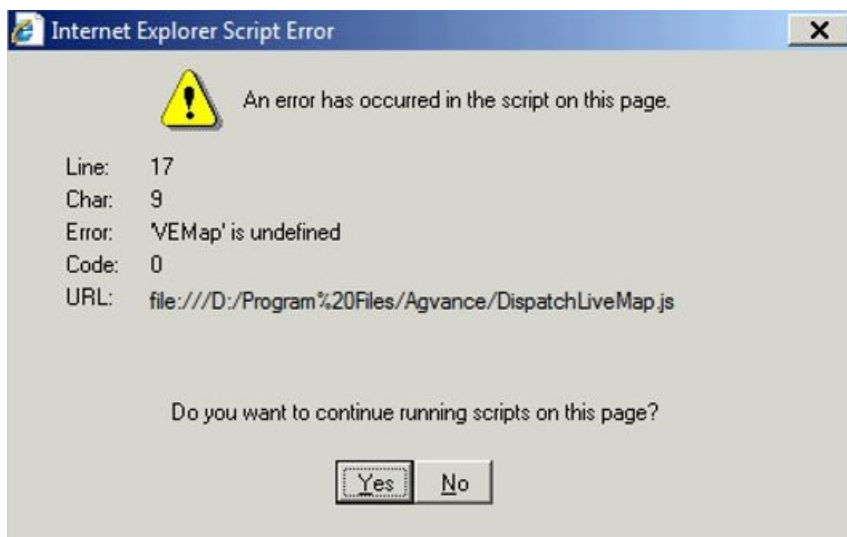 Internet Explorer Script Error
An error has occurred in the script on this page.
Line: 17
Char: 9
Error: 'VEMap' is undefined
Code: 0
URL: file:///D:/Program%20Files/Agvance/DispatchLiveMap.js
Do you want to continue running scripts on this page?
Yes No